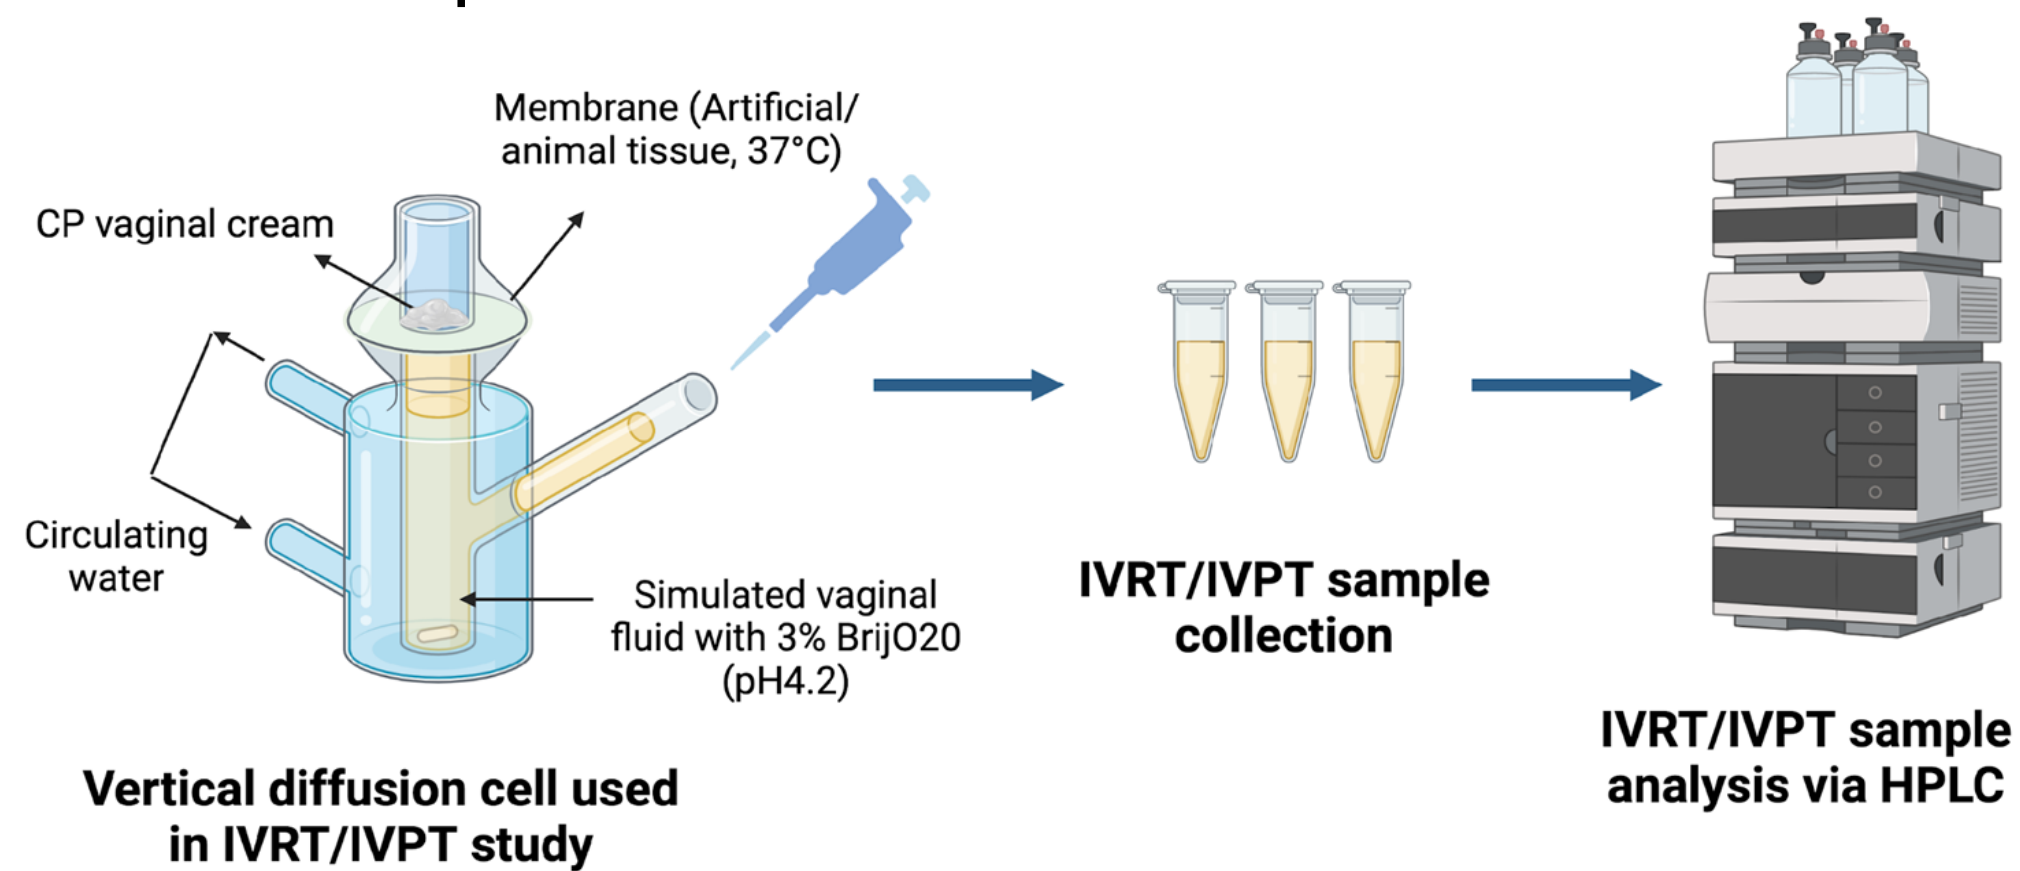 Membrane (Artificial/
animal tissue, 37°C)
CP vaginal cream
Circulating
water
Simulated vaginal
fluid with 3% BrijO20
(pH4.2)
Vertical diffusion cell used
in IVRT/IVPT study
IVRT/IVPT sample
collection
IVRT/IVPT sample
analysis via HPLC